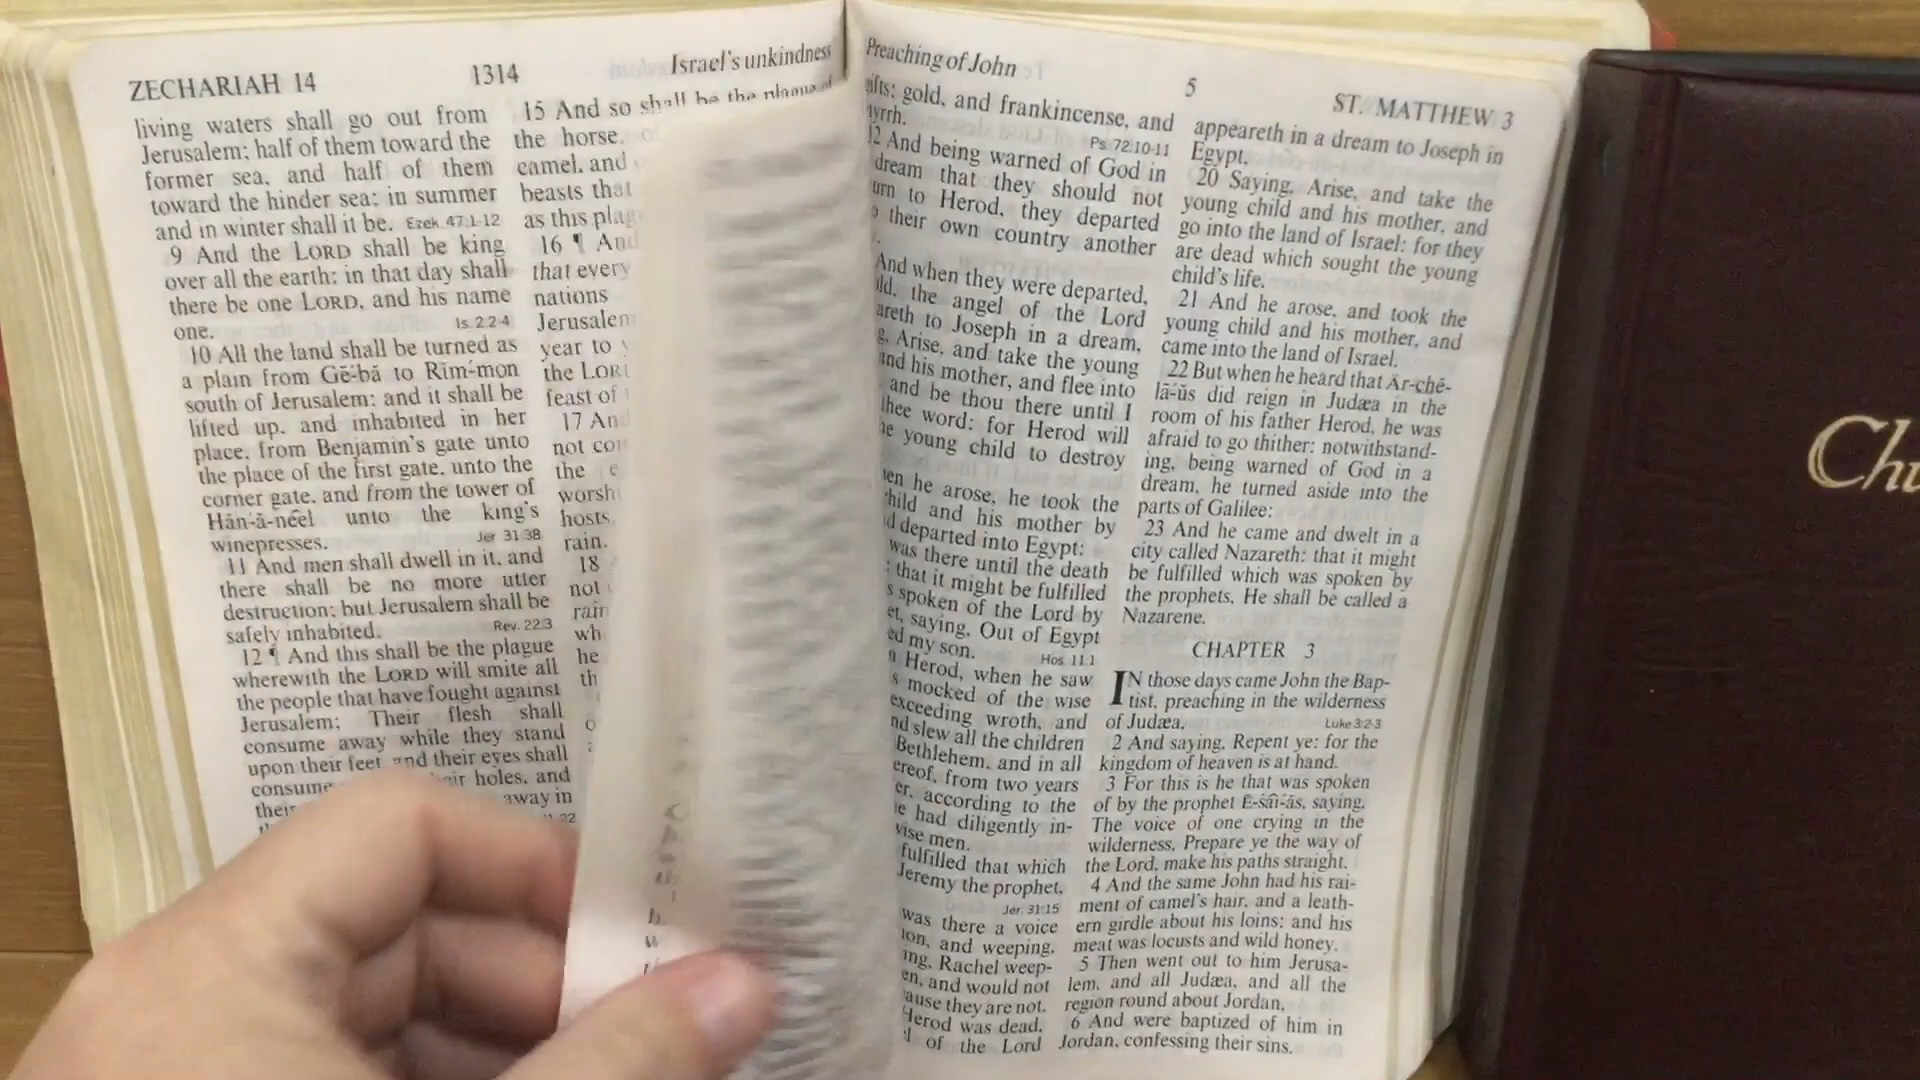 ZECHARIAH 14
1314
Israel's unkindness
living waters shall go out from
Jerusalem; half of them toward the
former sea, and half of them
toward the hinder sea: in summer
and in winter shall it be. Ezek. 47:1-12
9 And the LORD shall be king
over all the earth: in that day shall
there be one LORD, and his name
one. Is. 2:2-4
10 All the land shall be turned as
a plain from Gē-bā to Rĭm-mon
south of Jerusalem: and it shall be
lifted up, and inhabited in her
place, from Benjamin's gate unto
the place of the first gate, unto the
corner gate, and from the tower of
Hăn-ā-nēel unto the king's
winepresses. Jer. 31:38
11 And men shall dwell in it, and
there shall be no more utter
destruction; but Jerusalem shall be
safely inhabited. Rev. 22:3
12 ¶ And this shall be the plague
wherewith the LORD will smite all
the people that have fought against
Jerusalem; Their flesh shall
consume away while they stand
upon their feet, and their eyes shall
consume holes, and
their away in
15 And so shall be the plague of
the horse,
camel, and
beasts that
as this
16 ¶ And
that every
nations
Jerusalem
year to
the LORD
feast of
17 And
not
the
hosts,
rain.
18
not
rain
he
Preaching of John
5
ST. MATTHEW 3
gifts; gold, and frankincense, and
myrrh. Ps. 72:10-11
12 And being warned of God in
dream that they should not
to Herod, they departed
their own country another
And when they were departed,
the angel of the Lord
to Joseph in a dream,
Arise, and take the young
and his mother, and flee into
and be thou there until I
thee word: for Herod will
young child to destroy
he arose, he took the
child and his mother by
departed into Egypt:
was there until the death
that it might be fulfilled
spoken of the Lord by
saying, Out of Egypt
my son. Hos. 11:1
Herod, when he saw
mocked of the wise
exceeding wroth, and
slew all the children
Bethlehem, and in all
from two years
according to the
had diligently in-
wise men.
fulfilled that which
Jeremy the prophet,
Jer. 31:15
was there a voice
and weeping,
Rachel weep-
and would not
they are not.
Herod was dead,
of the Lord
appeareth in a dream to Joseph in
Egypt,
20 Saying, Arise, and take the
young child and his mother, and
go into the land of Israel: for they
are dead which sought the young
child's life.
21 And he arose, and took the
young child and his mother, and
came into the land of Israel.
22 But when he heard that Är-chē-
lā-ŭs did reign in Judæa in the
room of his father Herod, he was
afraid to go thither: notwithstand-
ing, being warned of God in a
dream, he turned aside into the
parts of Galilee:
23 And he came and dwelt in a
city called Nazareth: that it might
be fulfilled which was spoken by
the prophets, He shall be called a
Nazarene.
CHAPTER 3
IN those days came John the Bap-
tist, preaching in the wilderness
of Judæa, Luke 3:2-3
2 And saying, Repent ye: for the
kingdom of heaven is at hand.
3 For this is he that was spoken
of by the prophet Ē-sāī-ăs, saying,
The voice of one crying in the
wilderness, Prepare ye the way of
the Lord, make his paths straight.
4 And the same John had his rai-
ment of camel's hair, and a leath-
ern girdle about his loins; and his
meat was locusts and wild honey.
5 Then went out to him Jerusa-
lem, and all Judæa, and all the
region round about Jordan,
6 And were baptized of him in
Jordan, confessing their sins.